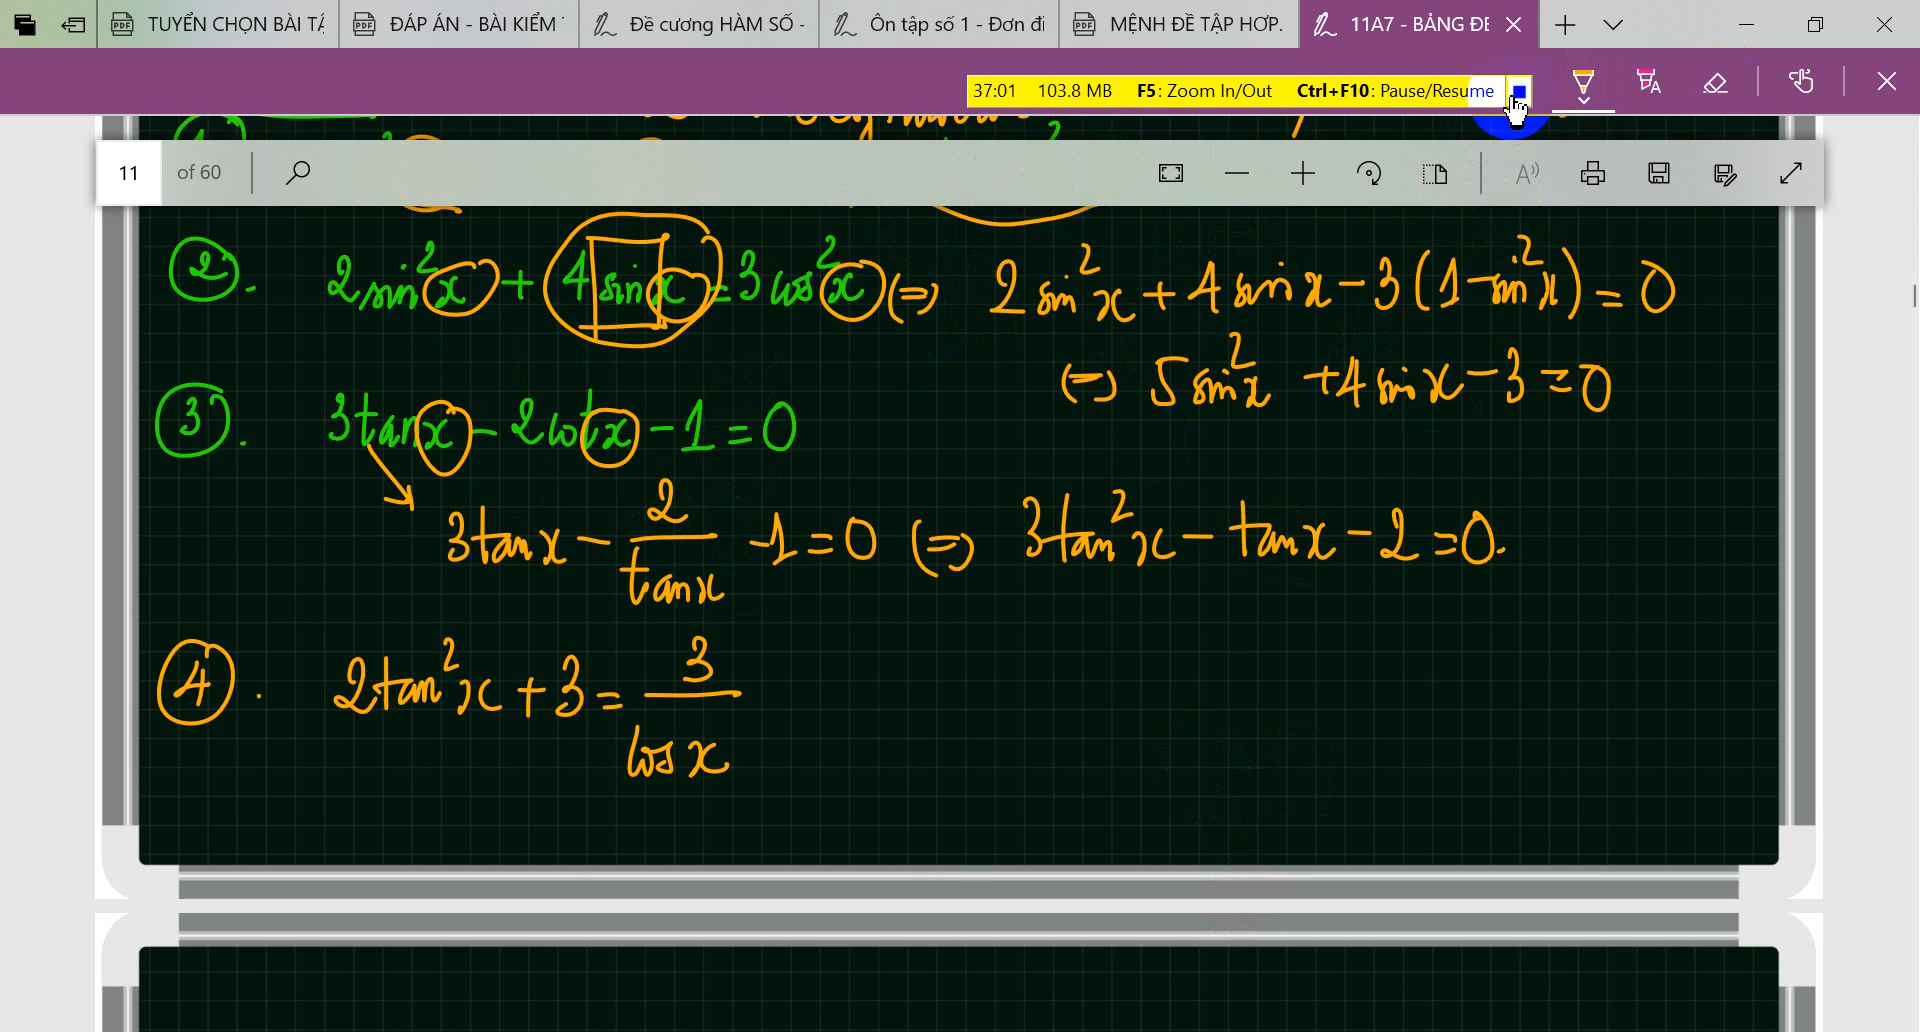 TUYỂN CHỌN BÀI TẬ
ĐÁP ÁN - BÀI KIỂM T
Đề cương HÀM SỐ -
Ôn tập số 1 - Đơn đi
MỆNH ĐỀ TẬP HƠP.
11A7 - BẢNG ĐE
37:01 103.8 MB F5: Zoom In/Out Ctrl+F10: Pause/Resume
11 of 60
2. 2sin²x + 4sinx = 3cos²x (=) 2sin²x + 4sinx - 3(1-sin²x) = 0
(=) 5sin²x + 4sinx - 3 = 0
3. 3tanx - 2cotx - 1 = 0
3tanx - 2/tanx - 1 = 0 (=) 3tan²x - tanx - 2 = 0.
4. 2tan²x + 3 = 3/cosx